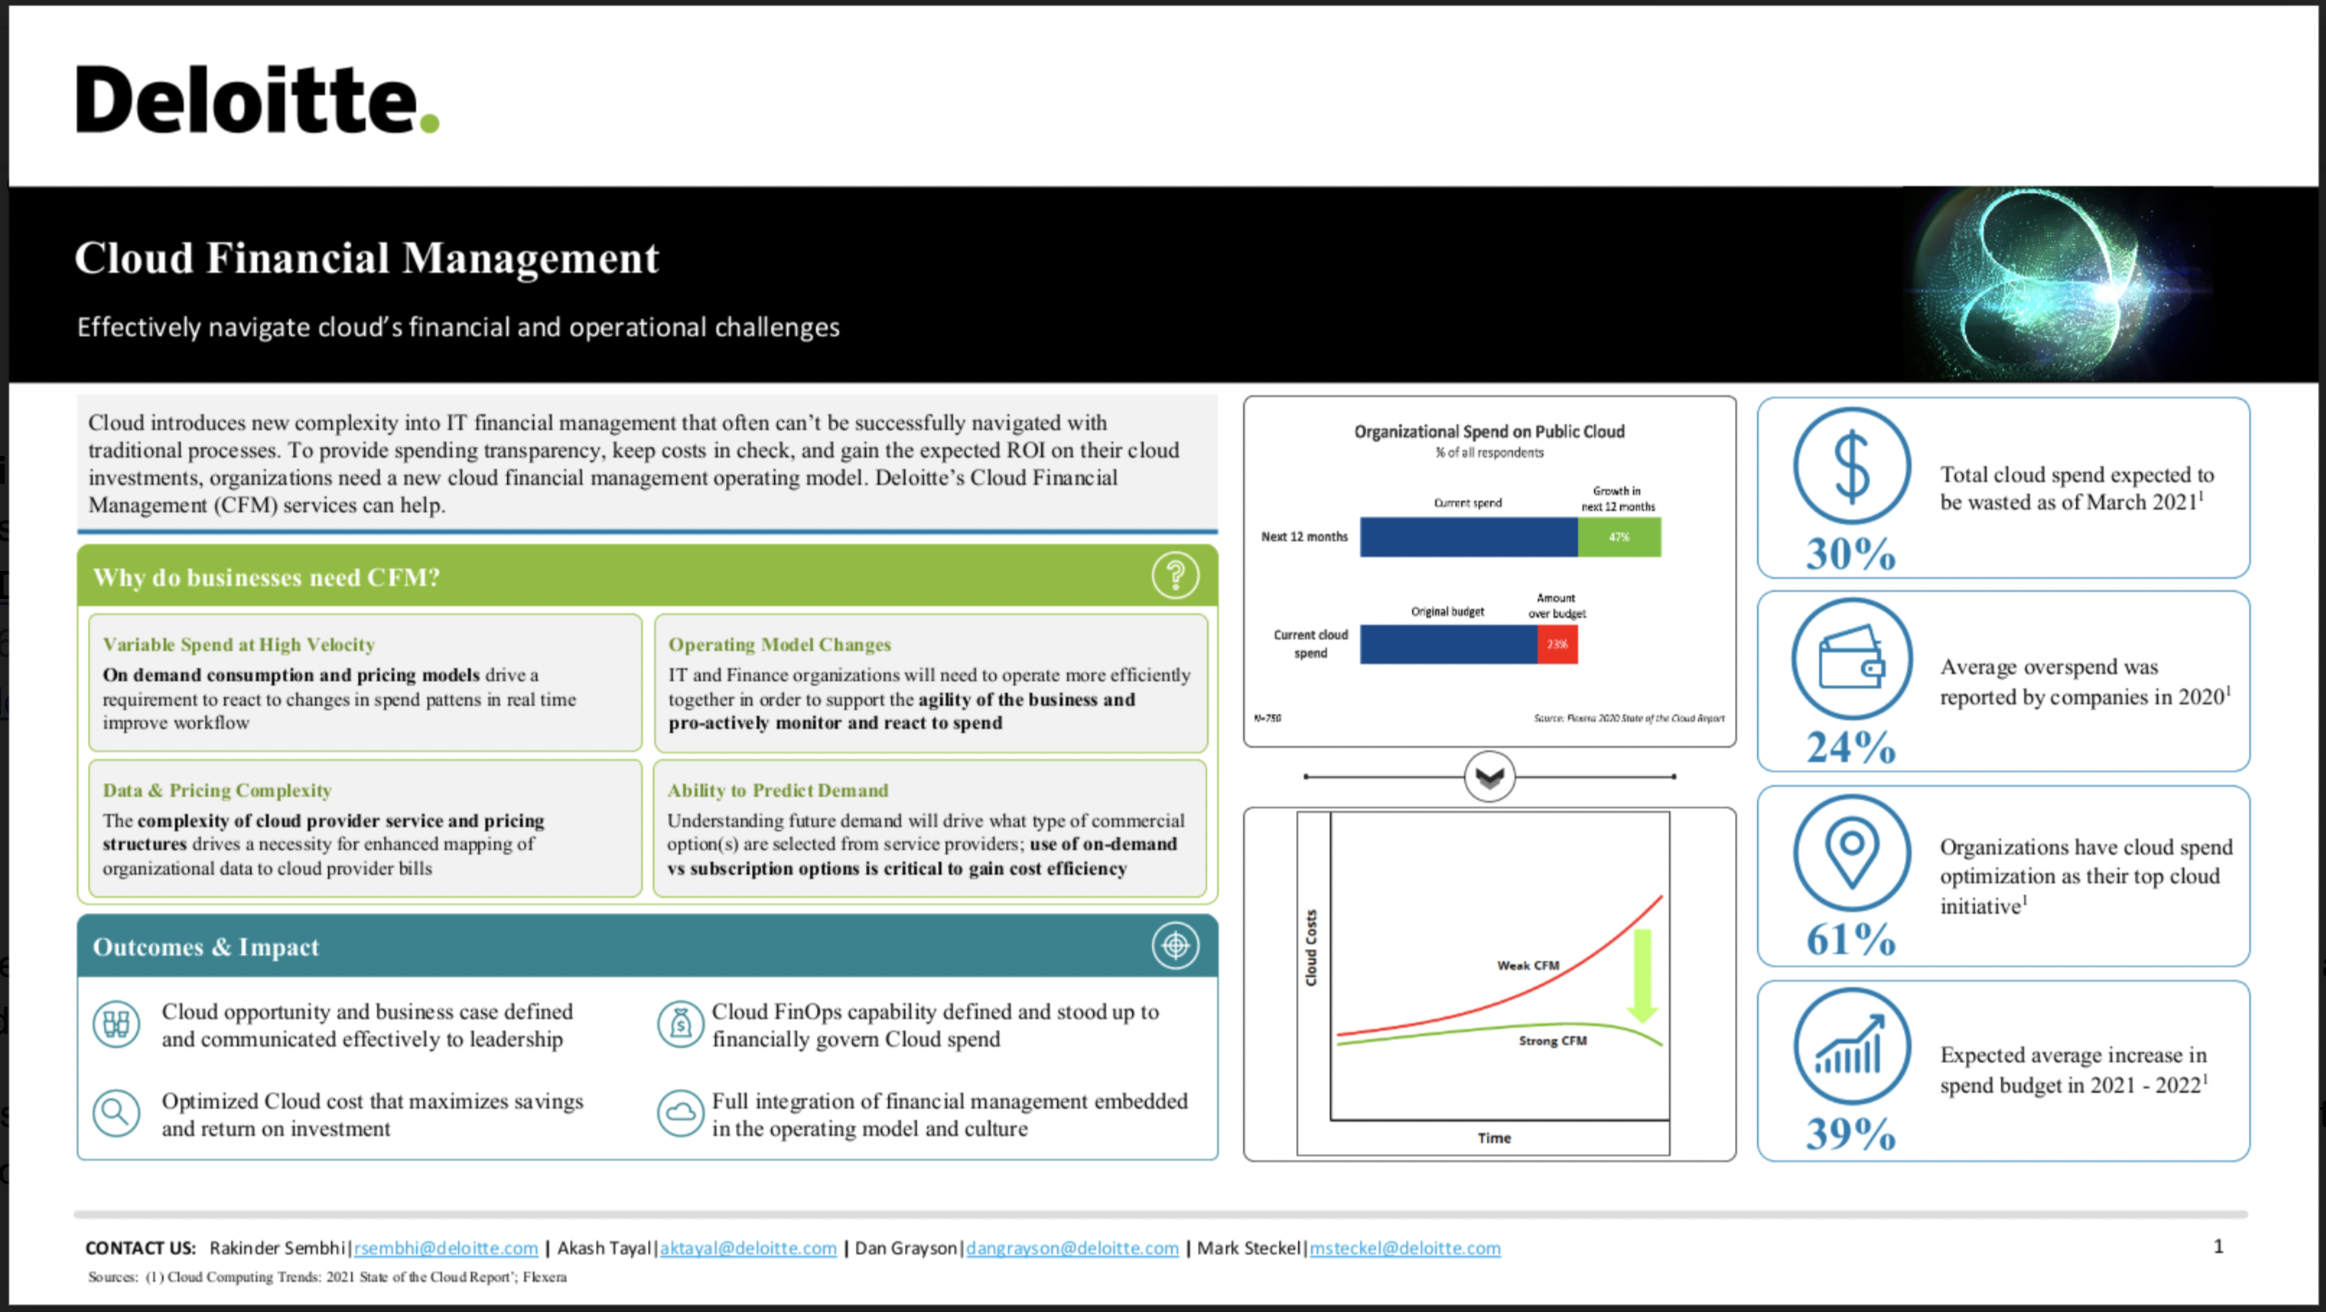 Deloitte.
Cloud Financial Management
Effectively navigate cloud’s financial and operational challenges
Cloud introduces new complexity into IT financial management that often can’t be successfully navigated with
traditional processes. To provide spending transparency, keep costs in check, and gain the expected ROI on their cloud
investments, organizations need a new cloud financial management operating model. Deloitte’s Cloud Financial
Management (CFM) services can help.
Why do businesses need CFM?
Variable Spend at High Velocity
On demand consumption and pricing models drive a
requirement to react to changes in spend pattens in real time
improve workflow
Operating Model Changes
IT and Finance organizations will need to operate more efficiently
together in order to support the agility of the business and
pro-actively monitor and react to spend
Data & Pricing Complexity
The complexity of cloud provider service and pricing
structures drives a necessity for enhanced mapping of
organizational data to cloud provider bills
Ability to Predict Demand
Understanding future demand will drive what type of commercial
option(s) are selected from service providers; use of on-demand
vs subscription options is critical to gain cost efficiency
Outcomes & Impact
Cloud opportunity and business case defined
and communicated effectively to leadership
Cloud FinOps capability defined and stood up to
financially govern Cloud spend
Optimized Cloud cost that maximizes savings
and return on investment
Full integration of financial management embedded
in the operating model and culture
Organizational Spend on Public Cloud
% of all respondents
Current spend
Growth in
next 12 months
Next 12 months
47%
Original budget
Amount
over budget
Current cloud
spend
23%
N=750
Source: Flexera 2020 State of the Cloud Report
Cloud Costs
Weak CFM
Strong CFM
Time
Total cloud spend expected to
be wasted as of March 2021¹
30%
Average overspend was
reported by companies in 2020¹
24%
Organizations have cloud spend
optimization as their top cloud
initiative¹
61%
Expected average increase in
spend budget in 2021 - 2022¹
39%
CONTACT US: Rakinder Sembhi|rsembhi@deloitte.com | Akash Tayal|aktayal@deloitte.com | Dan Grayson|dangrayson@deloitte.com | Mark Steckel|msteckel@deloitte.com
1
Sources: (1) Cloud Computing Trends: 2021 State of the Cloud Report’; Flexera